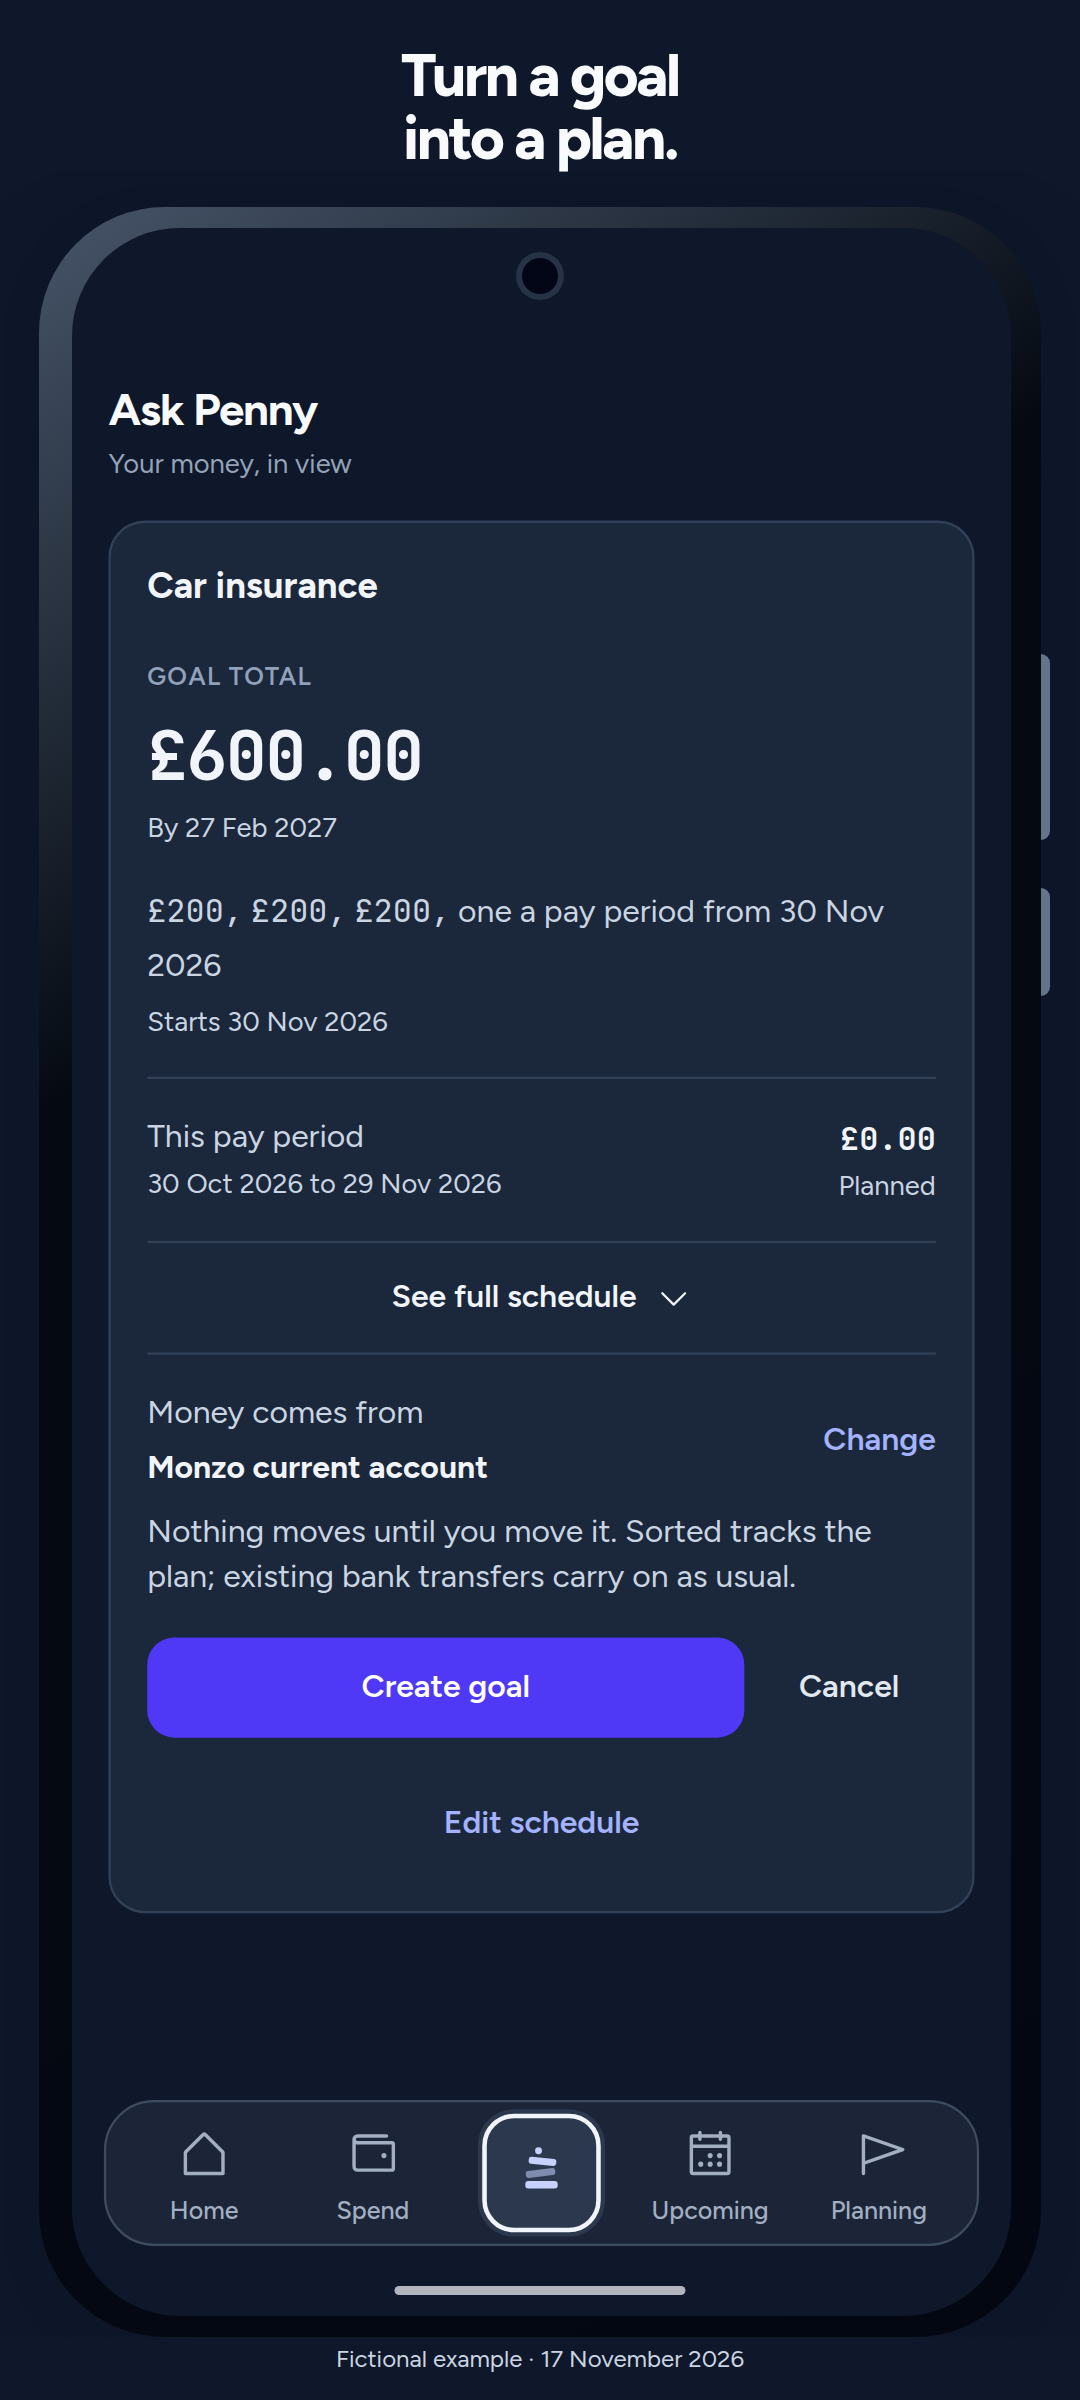 Turn a goal
into a plan.
Ask Penny
Your money, in view
Car insurance
GOAL TOTAL
£600.00
By 27 Feb 2027
£200, £200, £200, one a pay period from 30 Nov
2026
Starts 30 Nov 2026
This pay period
£0.00
30 Oct 2026 to 29 Nov 2026
Planned
See full schedule
Money comes from
Change
Monzo current account
Nothing moves until you move it. Sorted tracks the
plan; existing bank transfers carry on as usual.
Create goal
Cancel
Edit schedule
Home
Spend
Upcoming
Planning
Fictional example · 17 November 2026